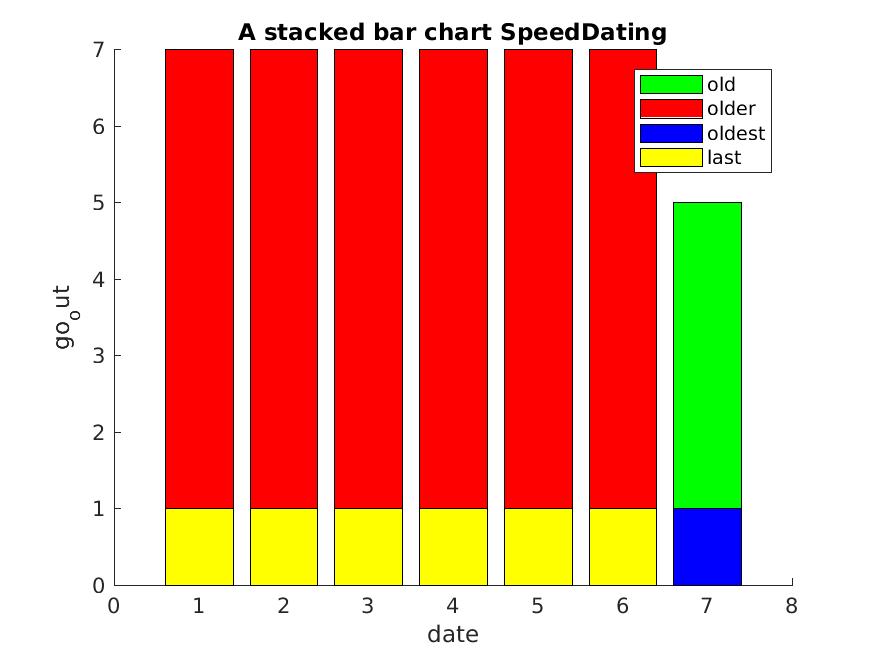 A stacked bar chart SpeedDating
7
6
5
4
3
2
1
0
go_out
old
older
oldest
last
0 1 2 3 4 5 6 7 8
date